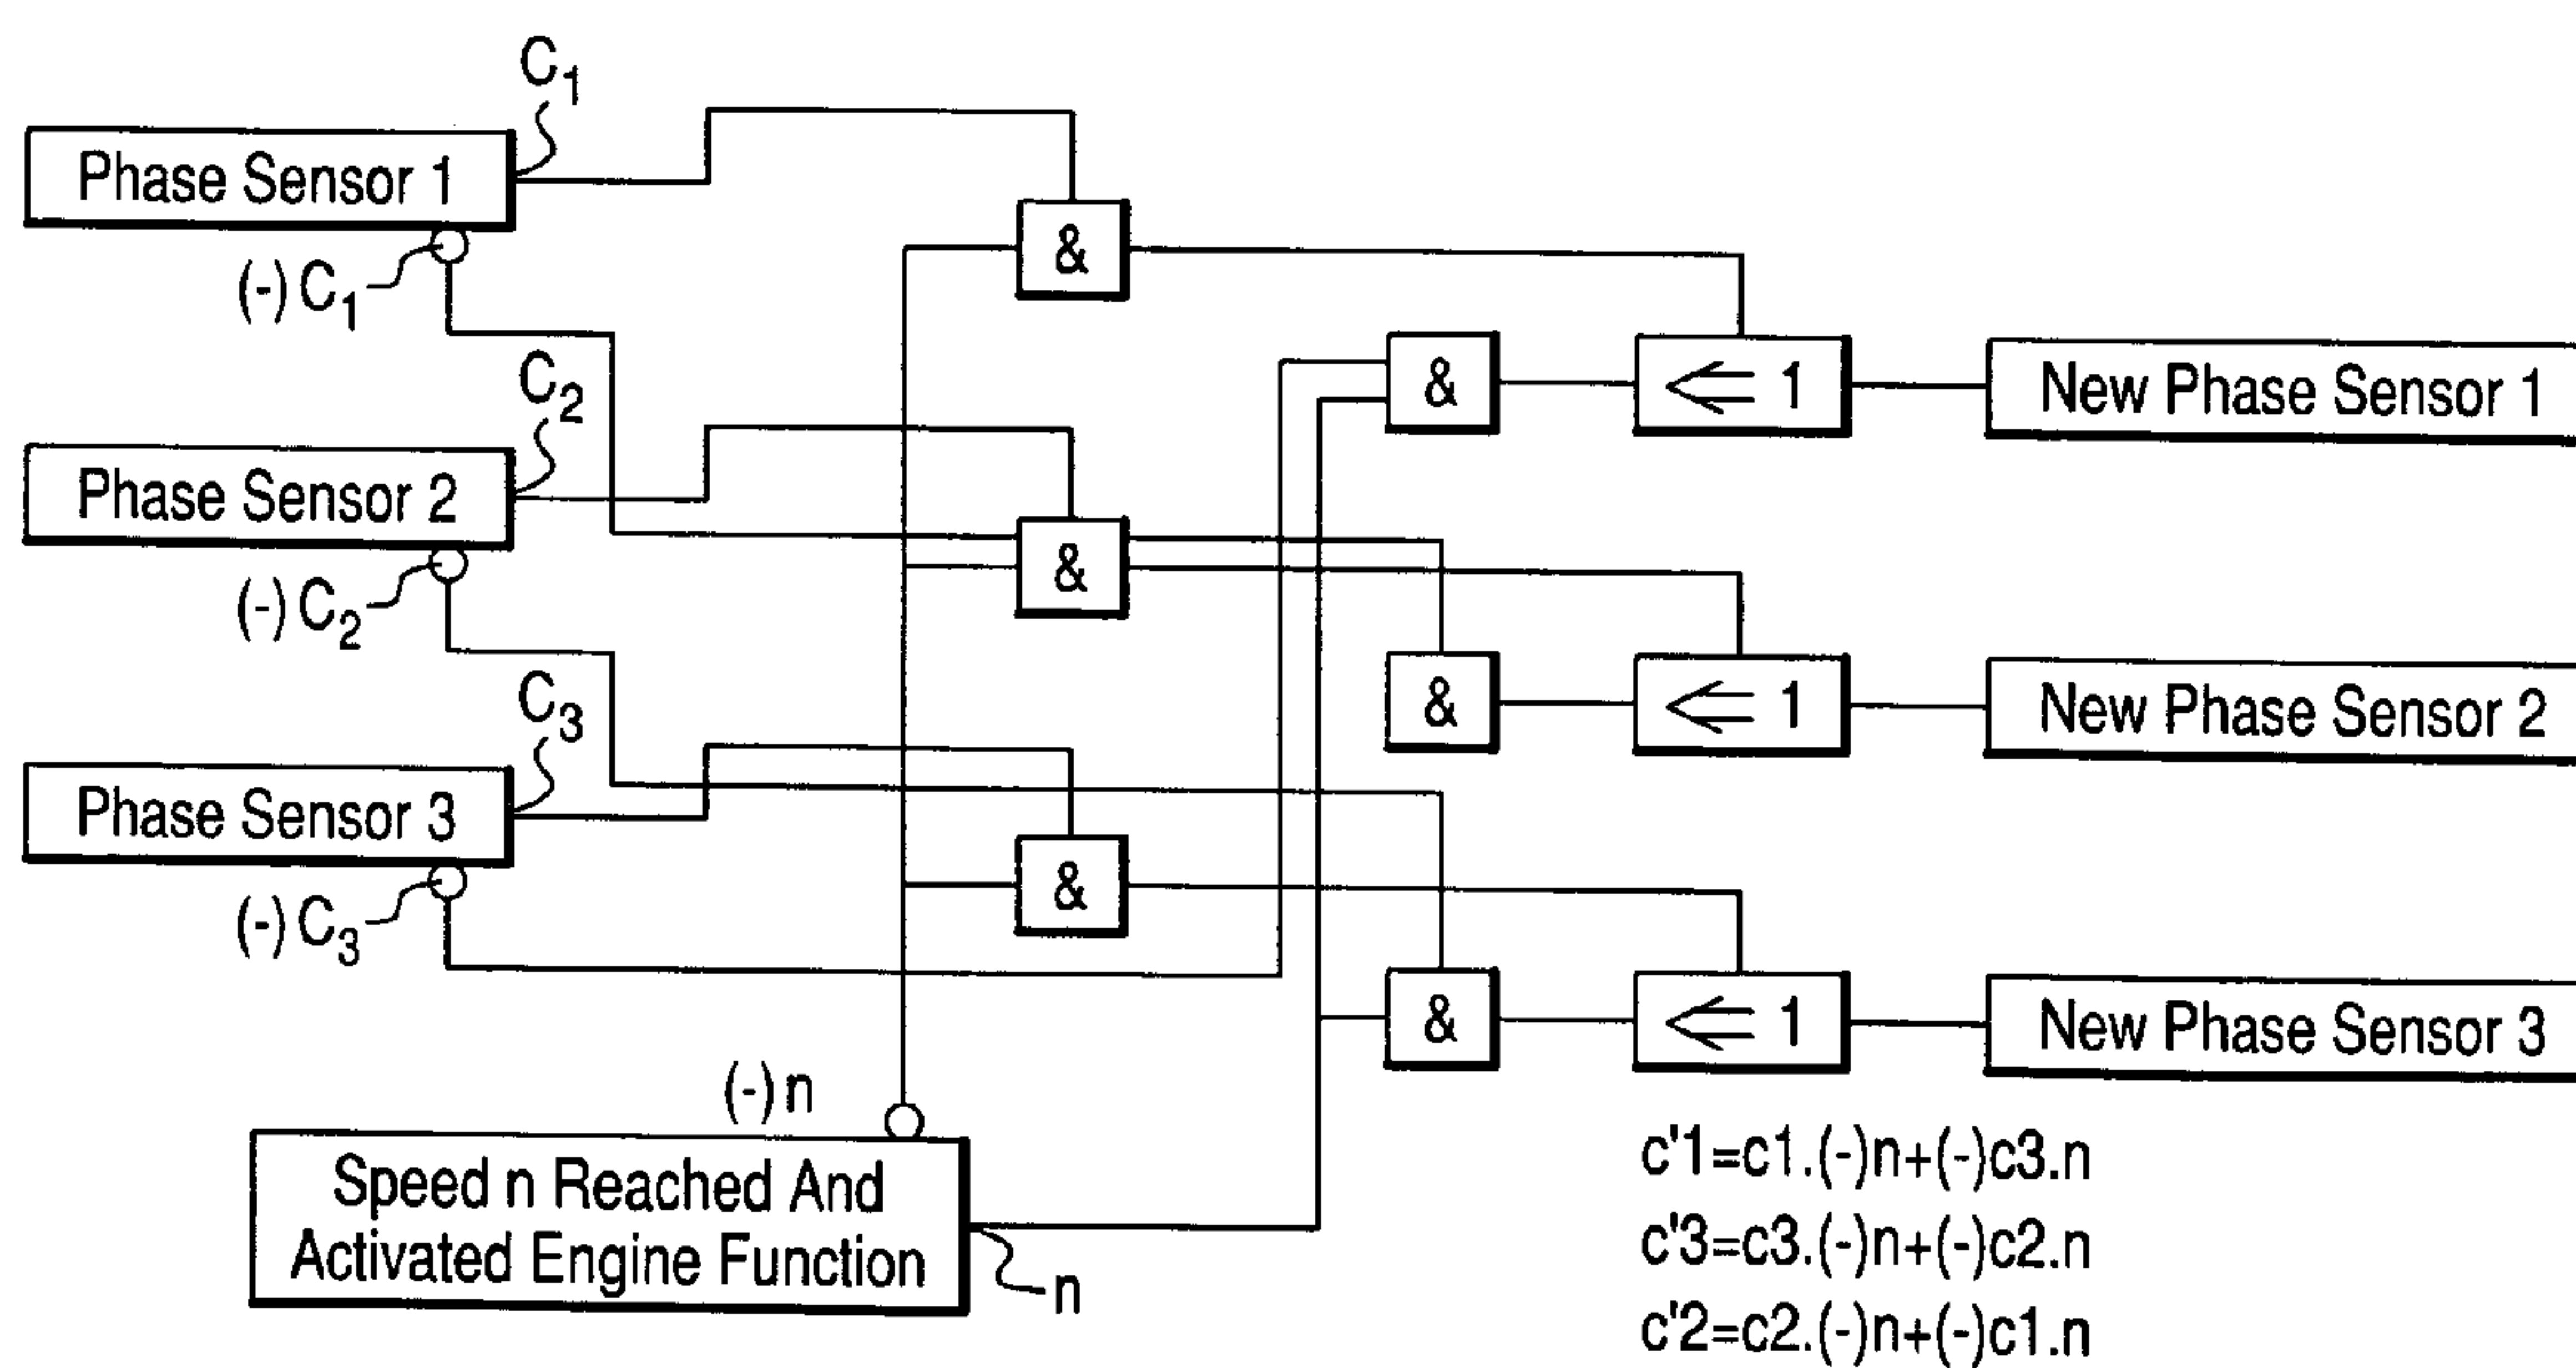 C1
Phase Sensor 1
(-) C1
&
&
⇐ 1
New Phase Sensor 1
C2
Phase Sensor 2
(-) C2
&
&
⇐ 1
New Phase Sensor 2
C3
Phase Sensor 3
(-) C3
&
&
⇐ 1
New Phase Sensor 3
(-) n
Speed n Reached And
Activated Engine Function
n
c'1=c1.(-)n+(-)c3.n
c'3=c3.(-)n+(-)c2.n
c'2=c2.(-)n+(-)c1.n